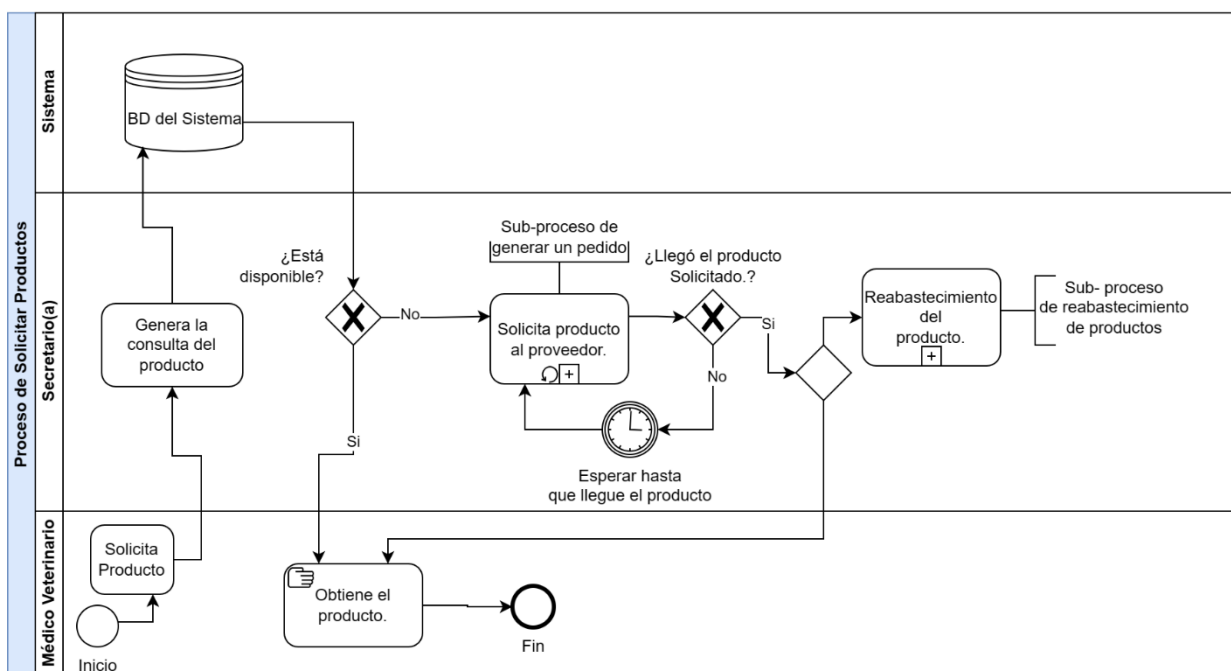 Proceso de Solicitar Productos
Sistema
BD del Sistema
Secretario(a)
Genera la
consulta del
producto
¿Está
disponible?
No
Si
Sub-proceso de
generar un pedido
Solicita producto
al proveedor.
¿Llegó el producto
Solicitado.?
Si
No
Esperar hasta
que llegue el producto
Reabastecimiento
del
producto.
Sub- proceso
de reabastecimiento
de productos
Médico Veterinario
Solicita
Producto
Inicio
Obtiene el
producto.
Fin